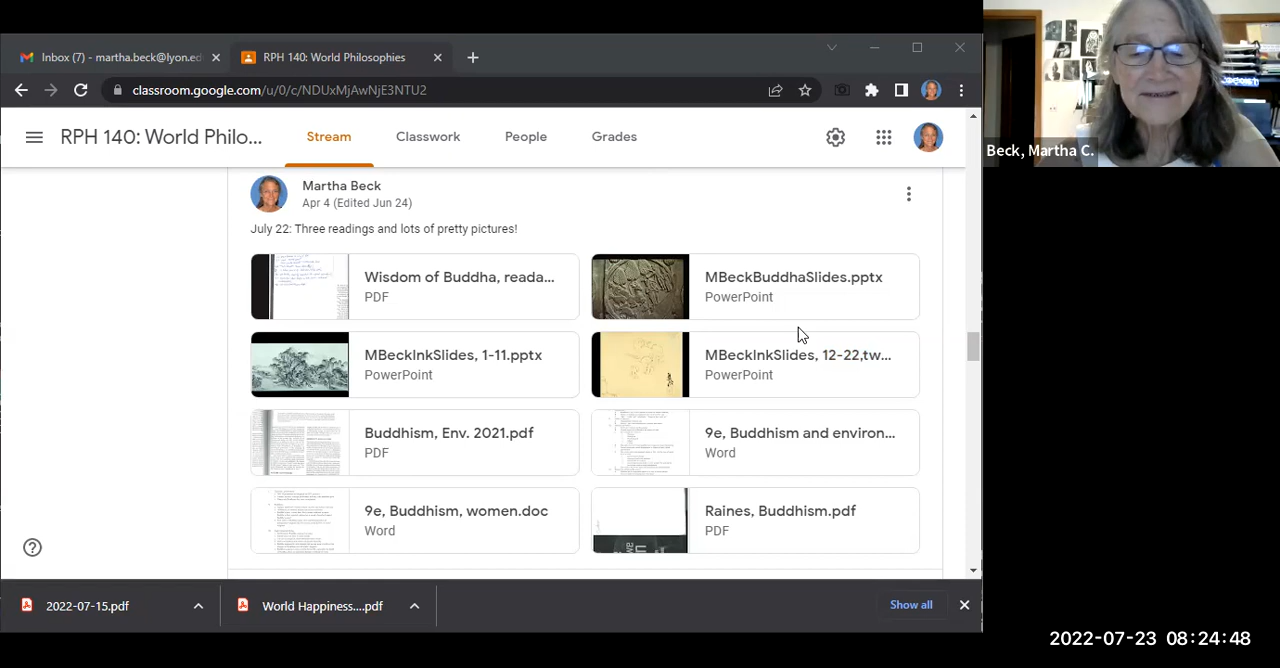 Inbox (7) - martha.beck@lyon.ed
RPH 140: World Philosophies
classroom.google.com/u/0/c/NDUxMjAwNjE3NTU2
RPH 140: World Philo...
Stream
Classwork
People
Grades
Beck, Martha C.
Martha Beck
Apr 4 (Edited Jun 24)
July 22: Three readings and lots of pretty pictures!
Wisdom of Buddha, reada...
PDF
MBeckBuddhaSlides.pptx
PowerPoint
MBeckInkSlides, 1-11.pptx
PowerPoint
MBeckInkSlides, 12-22,tw...
PowerPoint
Buddhism, Env. 2021.pdf
PDF
9e, Buddhism and environ...
Word
9e, Buddhism, women.doc
Word
Raines, Buddhism.pdf
PDF
2022-07-15.pdf
World Happiness....pdf
Show all
2022-07-23 08:24:48